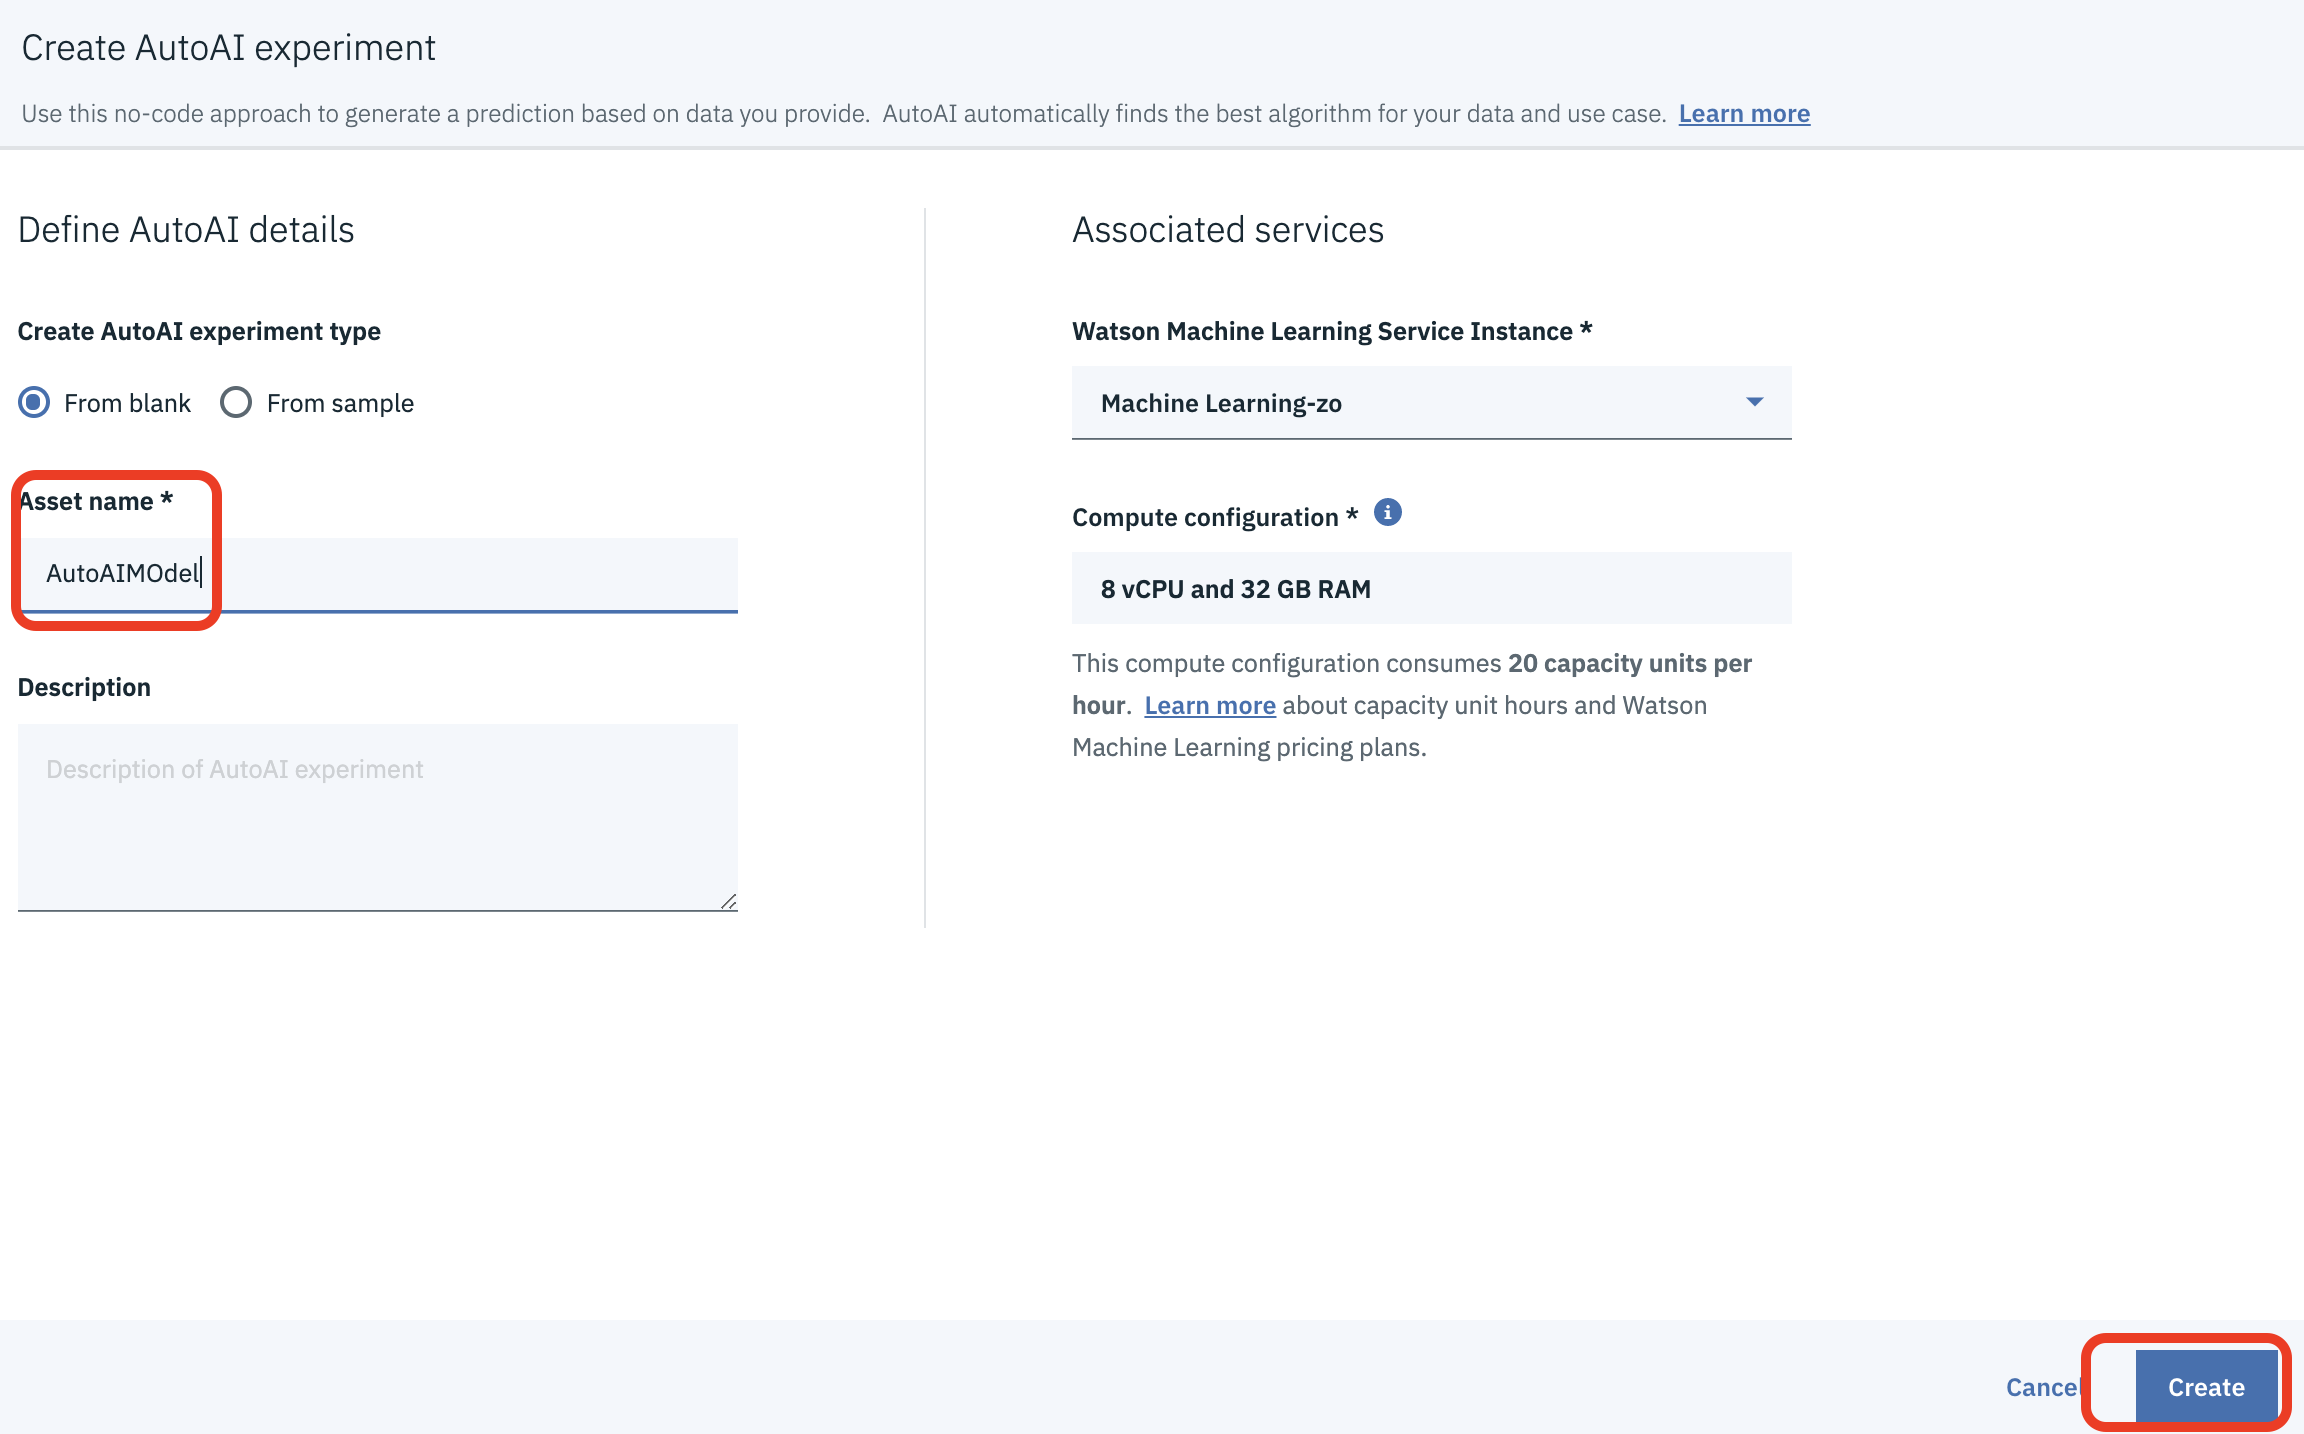 Create AutoAI experiment
Use this no-code approach to generate a prediction based on data you provide. AutoAI automatically finds the best algorithm for your data and use case. Learn more
Define AutoAI details
Create AutoAI experiment type
From blank From sample
Asset name *
AutoAIMOdel
Description
Description of AutoAI experiment
Associated services
Watson Machine Learning Service Instance *
Machine Learning-zo
Compute configuration * i
8 vCPU and 32 GB RAM
This compute configuration consumes 20 capacity units per
hour. Learn more about capacity unit hours and Watson
Machine Learning pricing plans.
Cancel Create